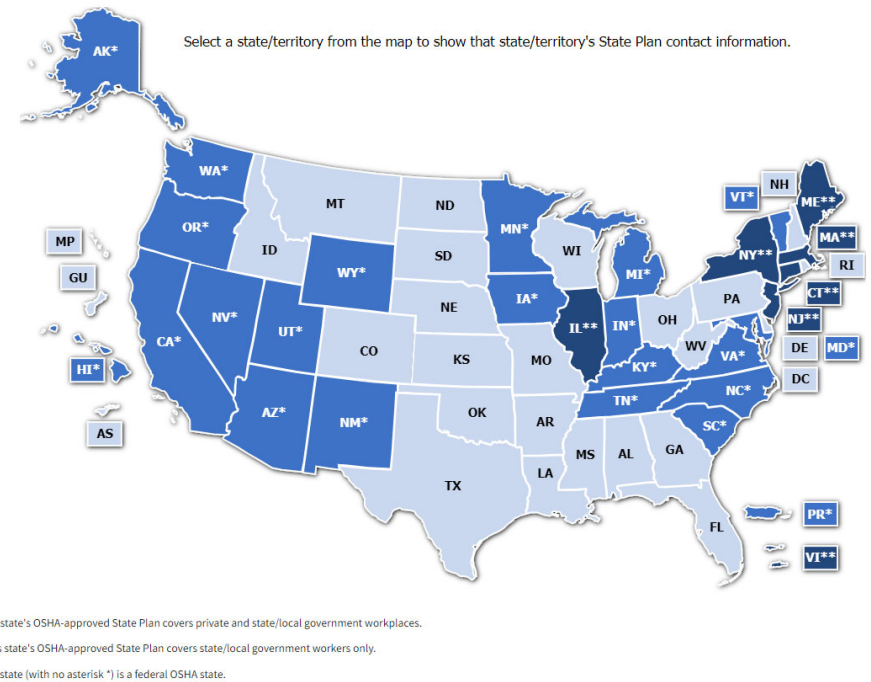 Select a state/territory from the map to show that state/territory's State Plan contact information.
AK*
WA*
MT
ND
MN*
VT*
NH
ME**
OR*
ID
SD
WI
MI*
NY**
MA**
RI
MP
GU
WY*
NE
IA*
PA
CT**
NJ**
NV*
UT*
CO
KS
MO
IL**
IN*
OH
WV
VA*
DE
MD*
CA*
HI*
KY*
DC
AZ*
NM*
OK
AR
TN*
NC*
SC*
AS
TX
LA
MS
AL
GA
FL
PR*
VI**
state's OSHA-approved State Plan covers private and state/local government workplaces.
s state's OSHA-approved State Plan covers state/local government workers only.
state (with no asterisk *) is a federal OSHA state.